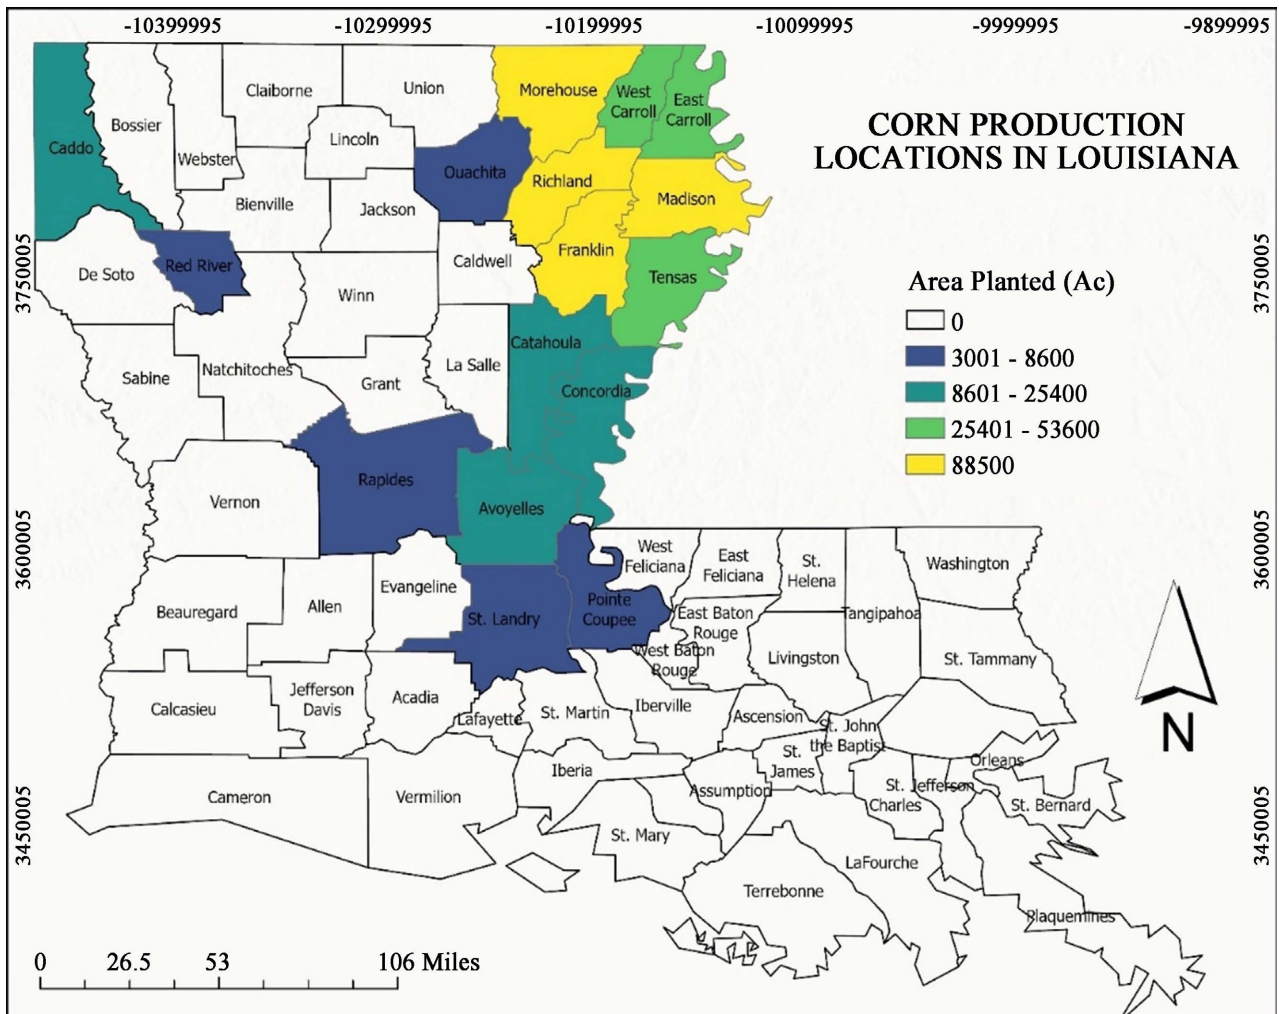 -10399995 -10299995 -10199995 -10099995 -9999995 -9899995
CORN PRODUCTION
LOCATIONS IN LOUISIANA
Caddo
Bossier
Webster
Claiborne
Union
Lincoln
Bienville
Jackson
Ouachita
Morehouse
West
Carroll
East
Carroll
Richland
Madison
Franklin
Tensas
Caldwell
Red River
De Soto
Winn
Natchitoches
Sabine
Grant
La Salle
Catahoula
Concordia
Rapides
Vernon
Avoyelles
Evangeline
Allen
Beauregard
St. Landry
Pointe
Coupee
West
Feliciana
East
Feliciana
St.
Helena
Washington
Tangipahoa
East Baton
Rouge
West Baton
Rouge
Livingston
St. Tammany
Calcasieu
Jefferson
Davis
Acadia
Lafayette
St. Martin
Iberville
Ascension
St. John
the Baptist
St.
James
Orleans
Cameron
Vermilion
Iberia
Assumption
St.
Charles
Jefferson
St. Bernard
St. Mary
LaFourche
Terrebonne
Plaquemines
3750005
3600005
3450005
3750005
3600005
3450005
Area Planted (Ac)
0
3001 - 8600
8601 - 25400
25401 - 53600
88500
N
0 26.5 53 106 Miles